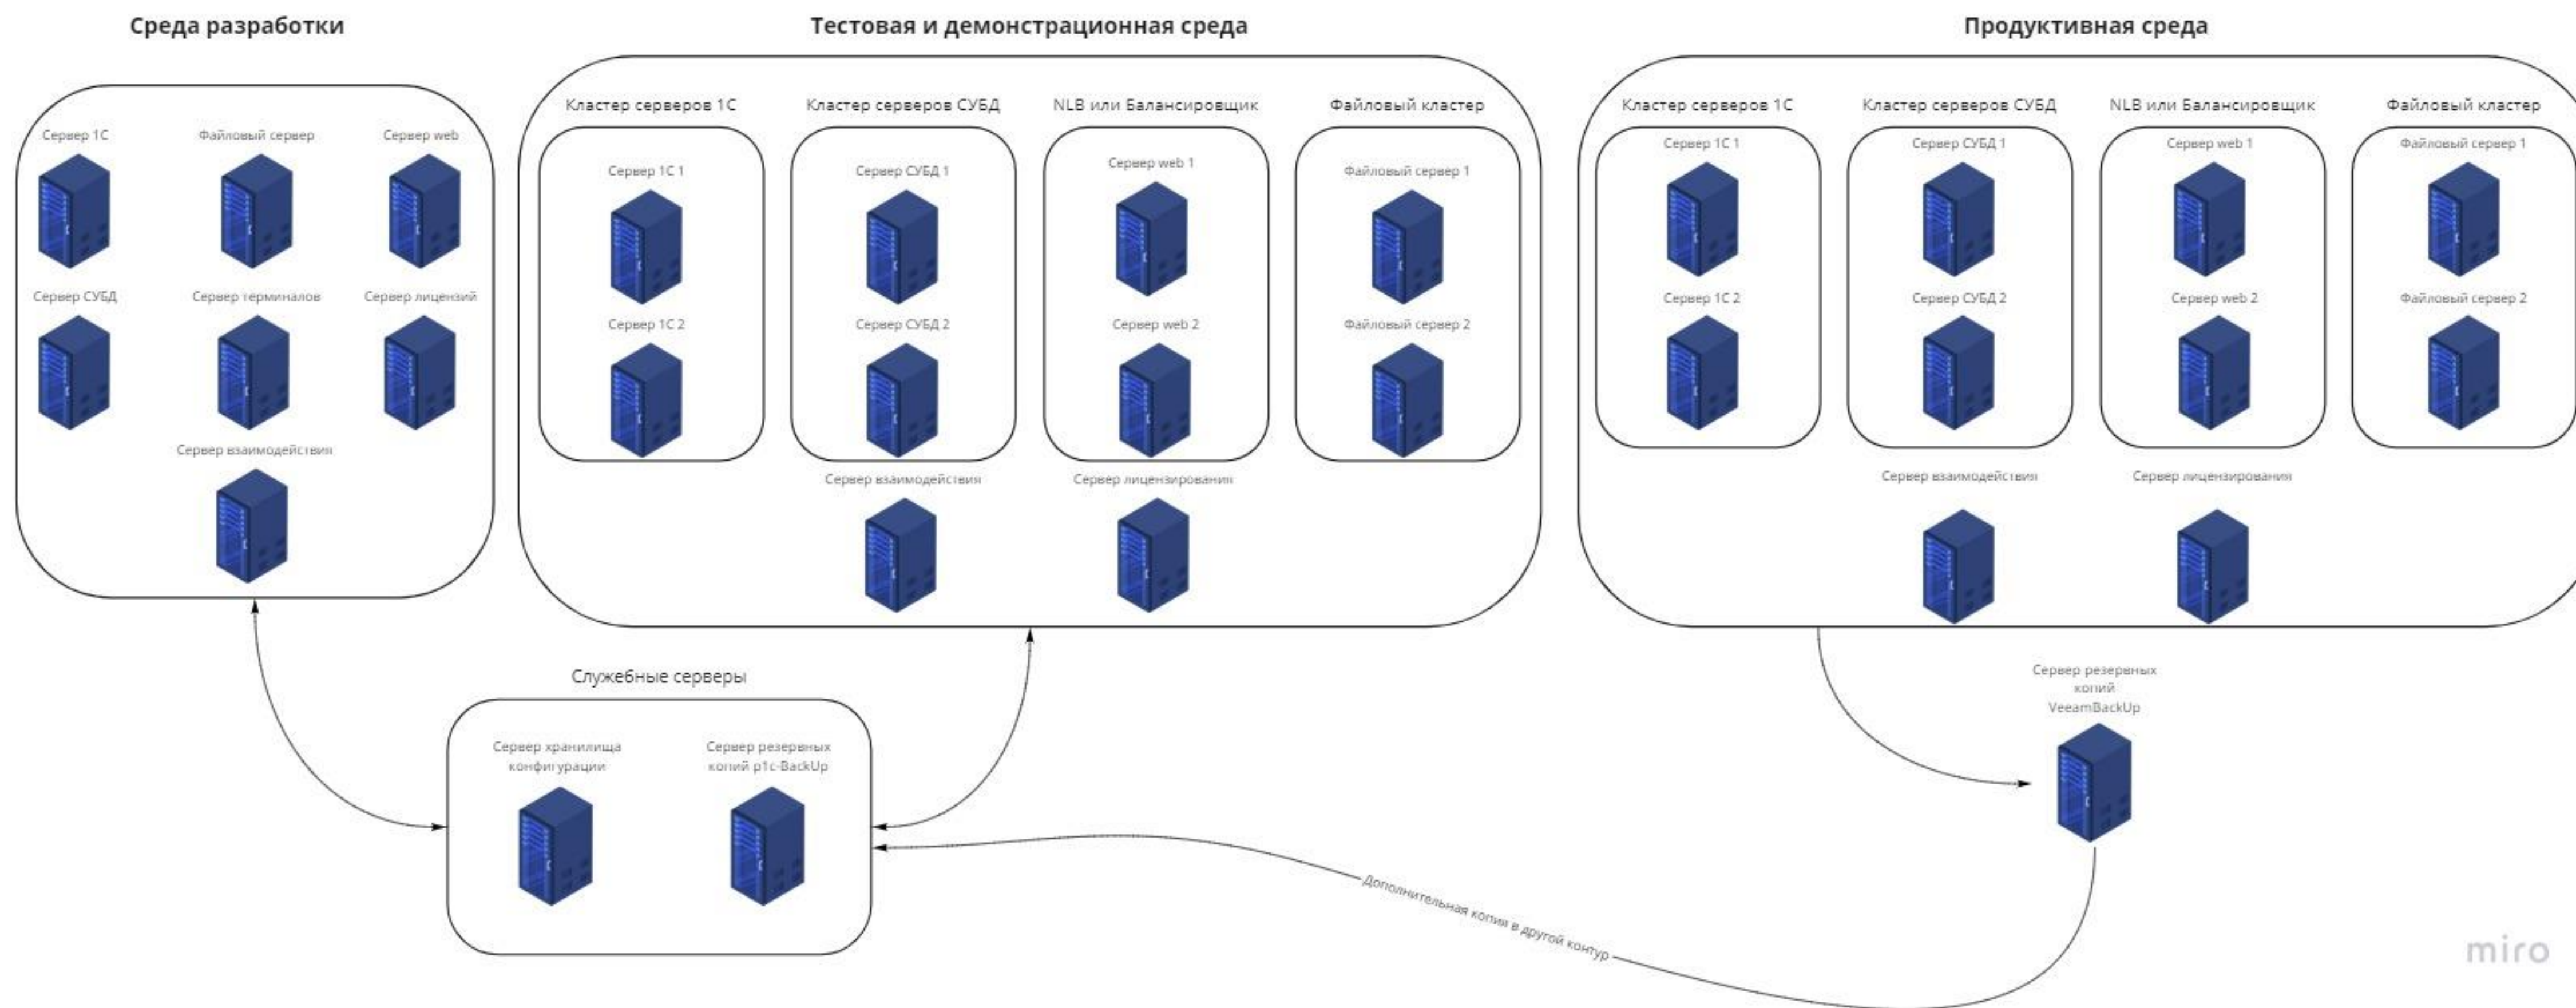 Среда разработки
Сервер 1С
Файловый сервер
Сервер web
Сервер СУБД
Сервер терминалов
Сервер лицензий
Сервер взаимодействия
Тестовая и демонстрационная среда
Кластер серверов 1С
Кластер серверов СУБД
NLB или Балансировщик
Файловый кластер
Сервер 1С 1
Сервер СУБД 1
Сервер web 1
Файловый сервер 1
Сервер 1С 2
Сервер СУБД 2
Сервер web 2
Файловый сервер 2
Сервер взаимодействия
Сервер лицензирования
Продуктивная среда
Кластер серверов 1С
Кластер серверов СУБД
NLB или Балансировщик
Файловый кластер
Сервер 1С 1
Сервер СУБД 1
Сервер web 1
Файловый сервер 1
Сервер 1С 2
Сервер СУБД 2
Сервер web 2
Файловый сервер 2
Сервер взаимодействия
Сервер лицензирования
Служебные серверы
Сервер хранилища
конфигурации
Сервер резервных
копий p1c-BackUp
Сервер резервных
копий
VeeamBackUp
Дополнительная копия в другой контур
miro